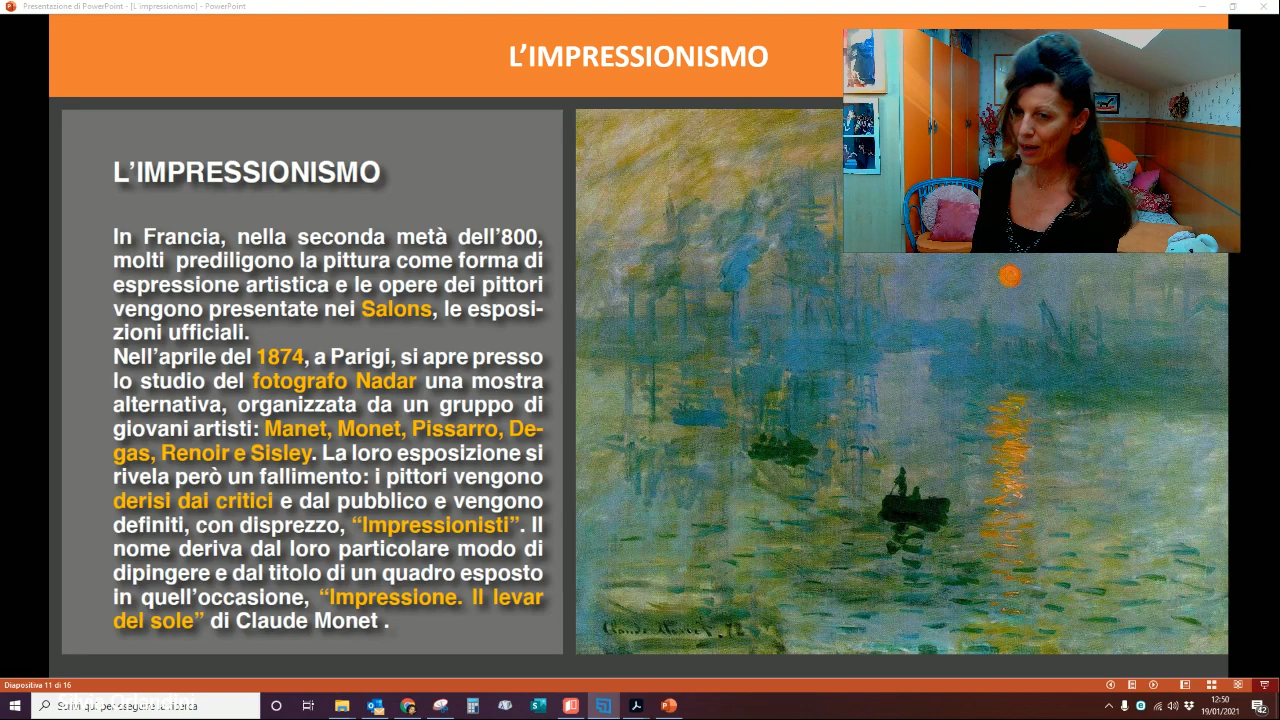 Presentazione di PowerPoint - [L'impressionismo] - PowerPoint
L'IMPRESSIONISMO
L'IMPRESSIONISMO
In Francia, nella seconda metà dell'800,
molti prediligono la pittura come forma di
espressione artistica e le opere dei pittori
vengono presentate nei Salons, le esposi-
zioni ufficiali.
Nell'aprile del 1874, a Parigi, si apre presso
lo studio del fotografo Nadar una mostra
alternativa, organizzata da un gruppo di
giovani artisti: Manet, Monet, Pissarro, De-
gas, Renoir e Sisley. La loro esposizione si
rivela però un fallimento: i pittori vengono
derisi dai critici e dal pubblico e vengono
definiti, con disprezzo, “Impressionisti”. Il
nome deriva dal loro particolare modo di
dipingere e dal titolo di un quadro esposto
in quell'occasione, “Impressione. Il levar
del sole” di Claude Monet .
Claude Monet . 72
Diapositiva 11 di 16
Scrivi qui per eseguire la ricerca
12:50
19/01/2021
42